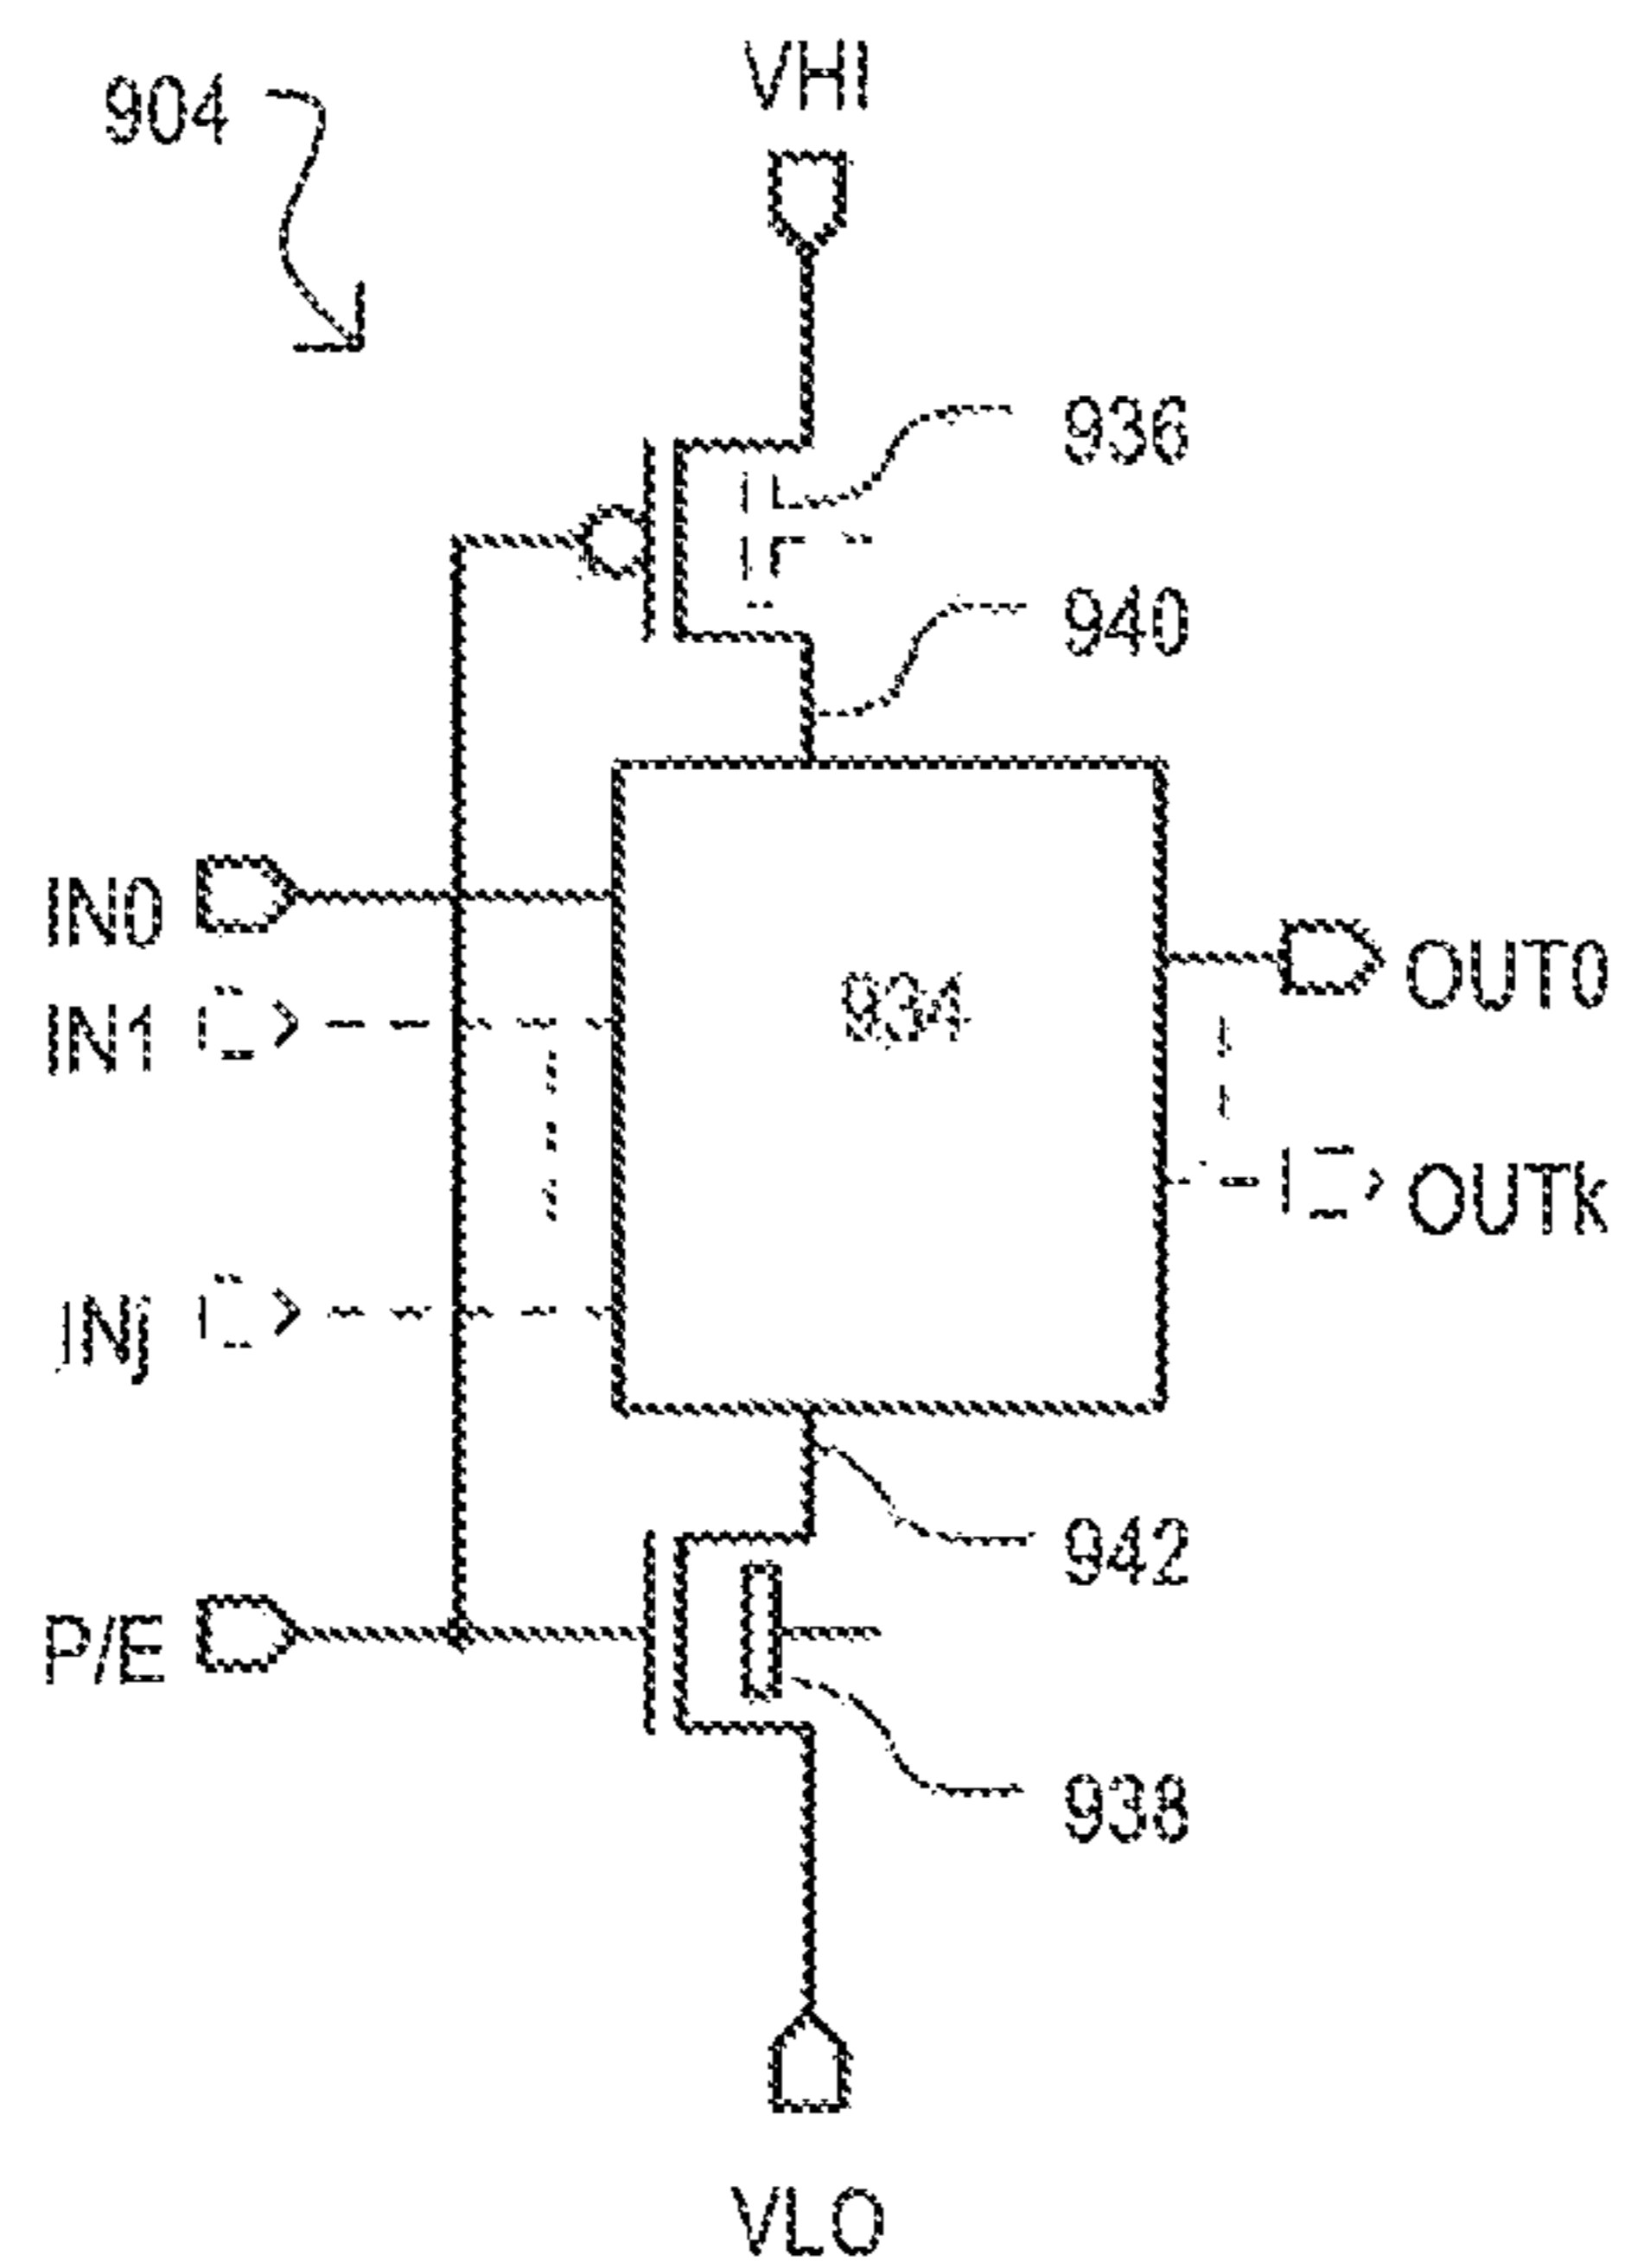 904
VHI
936
940
IN0
934
OUT0
IN1
OUTk
INj
942
P/E
938
VLO